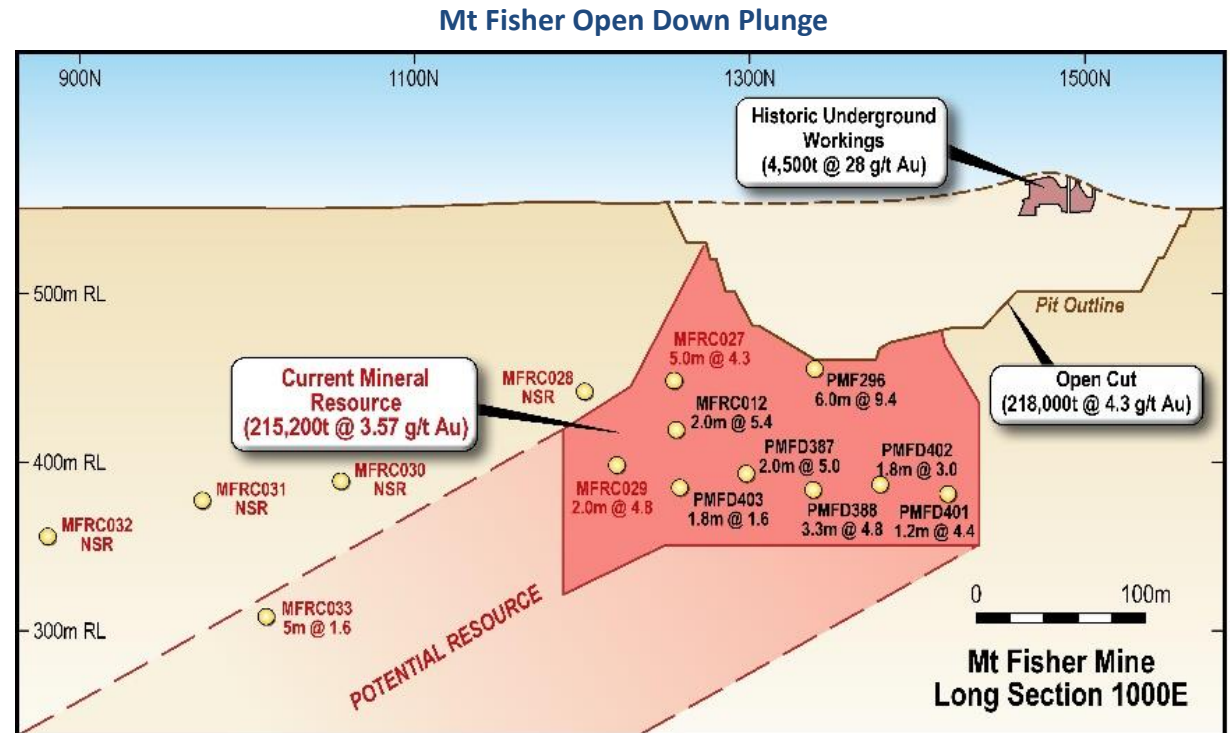 Mt Fisher Open Down Plunge
900N
1100N
1300N
1500N
Historic Underground
Workings
(4,500t @ 28 g/t Au)
500m RL
Pit Outline
MFRC027
5.0m @ 4.3
Current Mineral
Resource
(215,200t @ 3.57 g/t Au)
MFRC028
NSR
PMF296
6.0m @ 9.4
Open Cut
(218,000t @ 4.3 g/t Au)
MFRC012
2.0m @ 5.4
400m RL
PMFD387
2.0m @ 5.0
PMFD402
1.8m @ 3.0
MFRC030
NSR
MFRC031
NSR
MFRC029
2.0m @ 4.8
PMFD403
1.8m @ 1.6
PMFD388
3.3m @ 4.8
PMFD401
1.2m @ 4.4
MFRC032
NSR
MFRC033
5m @ 1.6
POTENTIAL RESOURCE
0
100m
300m RL
Mt Fisher Mine
Long Section 1000E